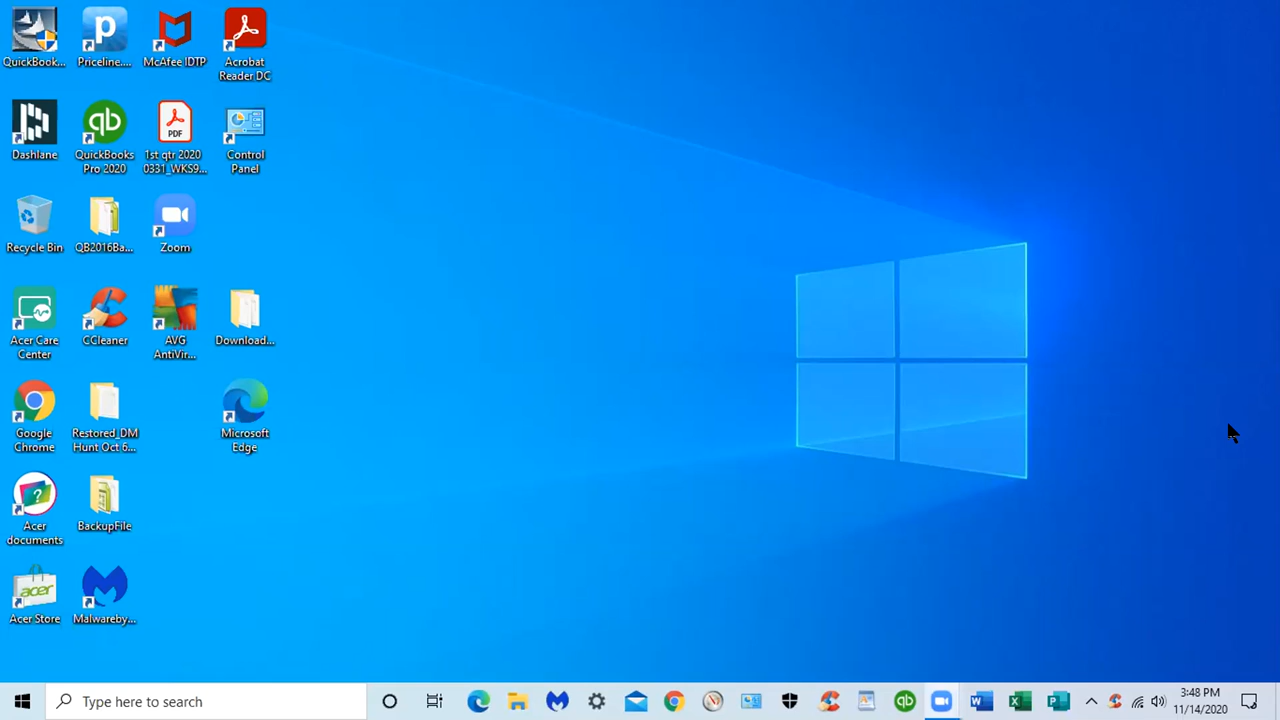 QuickBook...
Priceline....
McAfee IDTP
Acrobat
Reader DC
Dashlane
QuickBooks
Pro 2020
PDF
1st qtr 2020
0331_WKS9...
Control
Panel
Recycle Bin
QB2016Ba...
Zoom
Acer Care
Center
CCleaner
AVG
AntiVir...
Download...
Google
Chrome
Restored_DM
Hunt Oct 6...
Microsoft
Edge
Acer
documents
BackupFile
acer
Acer Store
Malwareby...
Type here to search
3:48 PM
11/14/2020